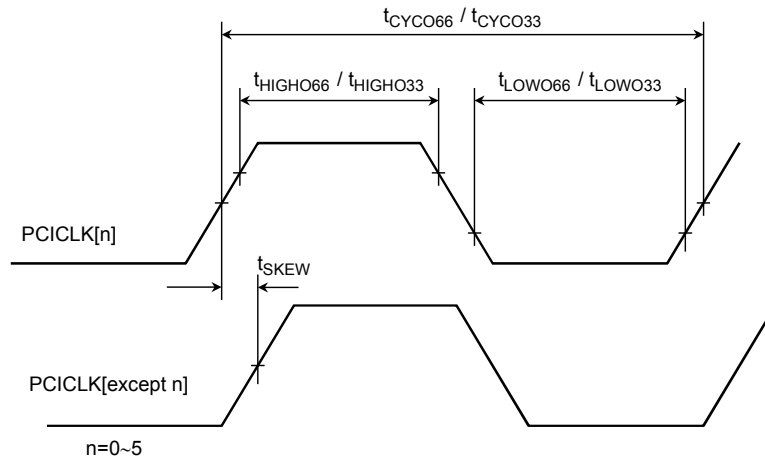 tCYCO66 / tCYCO33
tHIGHO66 / tHIGHO33
tLOWO66 / tLOWO33
PCICLK[n]
tSKEW
PCICLK[except n]
n=0~5